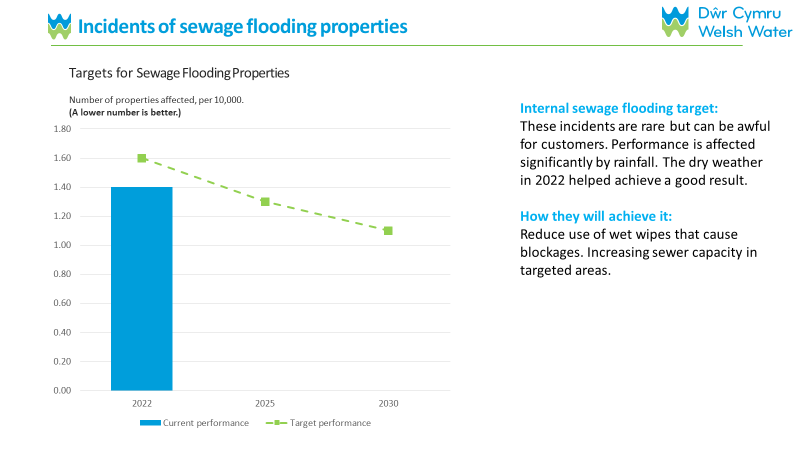 Incidents of sewage flooding properties
Dŵr Cymru
Welsh Water
Targets for Sewage Flooding Properties
Number of properties affected, per 10,000.
(A lower number is better.)
1.80
1.60
1.40
1.20
1.00
0.80
0.60
0.40
0.20
0.00
2022 2025 2030
Current performance Target performance
Internal sewage flooding target:
These incidents are rare but can be awful
for customers. Performance is affected
significantly by rainfall. The dry weather
in 2022 helped achieve a good result.
How they will achieve it:
Reduce use of wet wipes that cause
blockages. Increasing sewer capacity in
targeted areas.